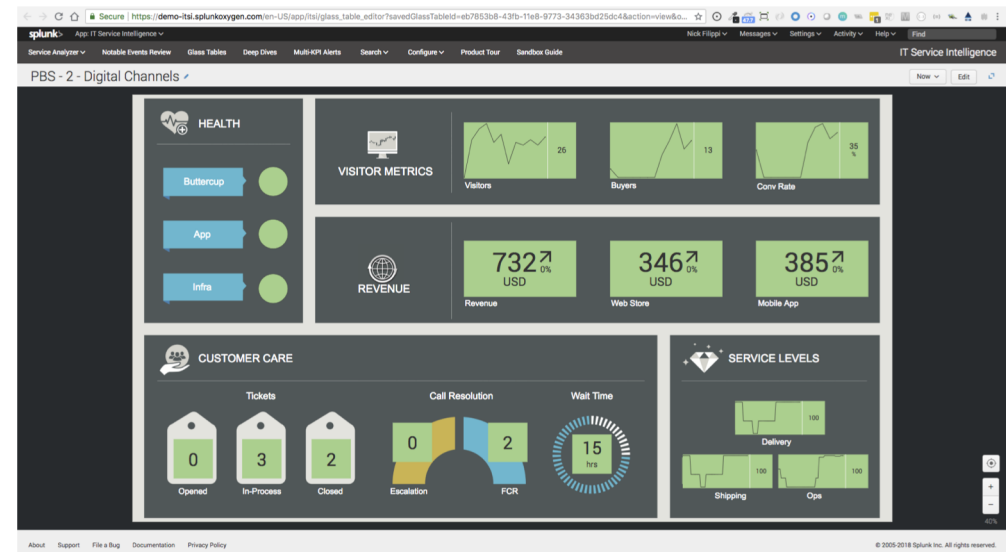 Secure | https://demo-itsi.splunkoxygen.com/en-US/app/itsi/glass_table_editor?savedGlassTableId=eb7853b8-43fb-11e8-9773-34363bd25dc4&action=view&o...
splunk> App: IT Service Intelligence Nick Filippi Messages Settings Activity Help Find
Service Analyzer Notable Events Review Glass Tables Deep Dives Multi-KPI Alerts Search Configure Product Tour Sandbox Guide IT Service Intelligence
PBS - 2 - Digital Channels Now Edit
HEALTH
Buttercup
App
Infra
VISITOR METRICS
26
Visitors
13
Buyers
35
%
Conv Rate
REVENUE
732 0%
USD
Revenue
346 0%
USD
Web Store
385 0%
USD
Mobile App
CUSTOMER CARE
Tickets
0
Opened
3
In-Process
2
Closed
Call Resolution
0
Escalation
2
FCR
Wait Time
15
hrs
SERVICE LEVELS
100
Delivery
100
Shipping
100
Ops
40%
About Support File a Bug Documentation Privacy Policy © 2005-2018 Splunk Inc. All rights reserved.